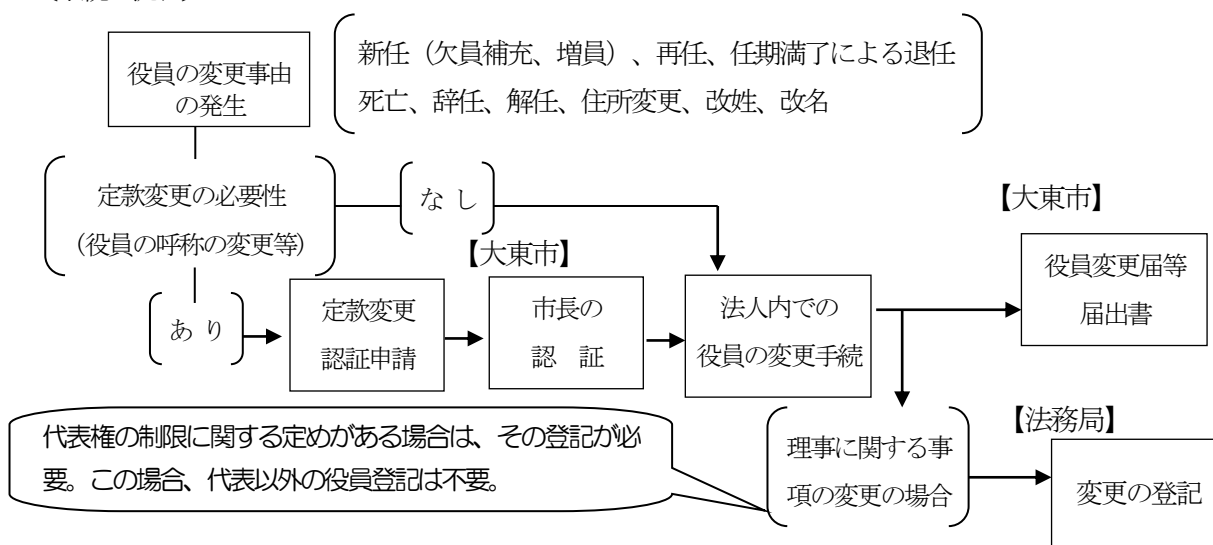 役員の変更事由
の発生
新任（欠員補充、増員）、再任、任期満了による退任
死亡、辞任、解任、住所変更、改姓、改名
定款変更の必要性
（役員の呼称の変更等）
な し
あ り
定款変更
認証申請
【大東市】
市長の
認　証
法人内での
役員の変更手続
【大東市】
役員変更届等
届出書
代表権の制限に関する定めがある場合は、その登記が必
要。この場合、代表以外の役員登記は不要。
理事に関する事
項の変更の場合
【法務局】
変更の登記